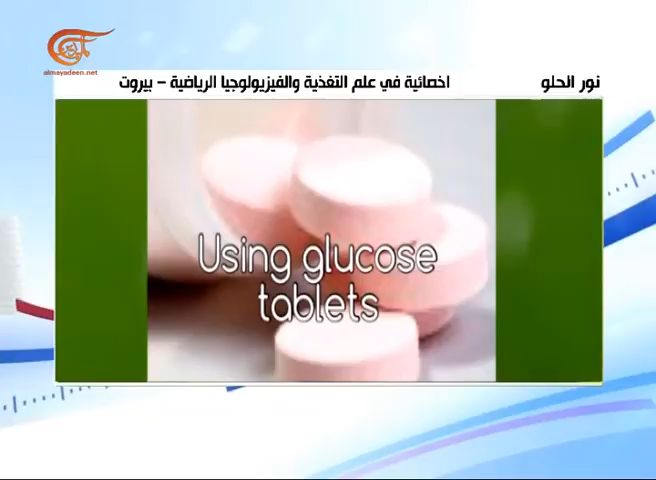 almayadeen.net
نور الحلو
اخصائية في علم التغذية والفيزيولوجيا الرياضية – بيروت
Using glucose
tablets